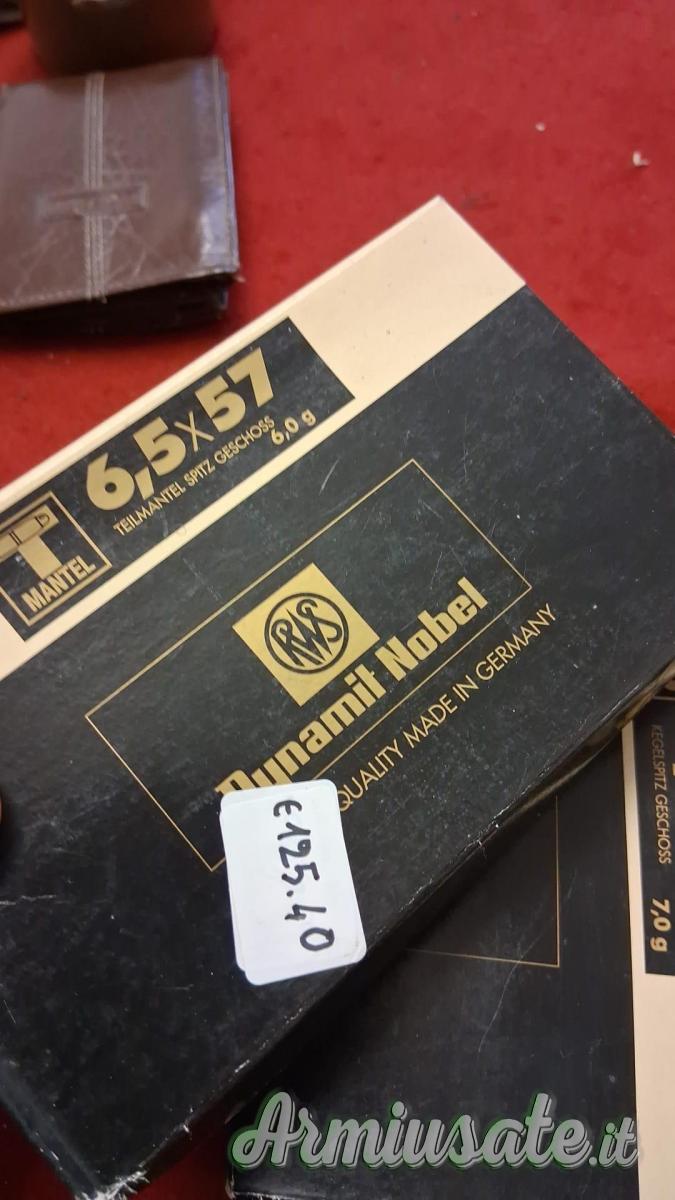 6,5x57
TEILMANTEL SPITZ GESCHOSS
6,0 g
T
MANTEL
RWS
Dynamit Nobel
QUALITY MADE IN GERMANY
€125.40
KEGELSPITZ GESCHOSS
7,0 g
Armiusate.it